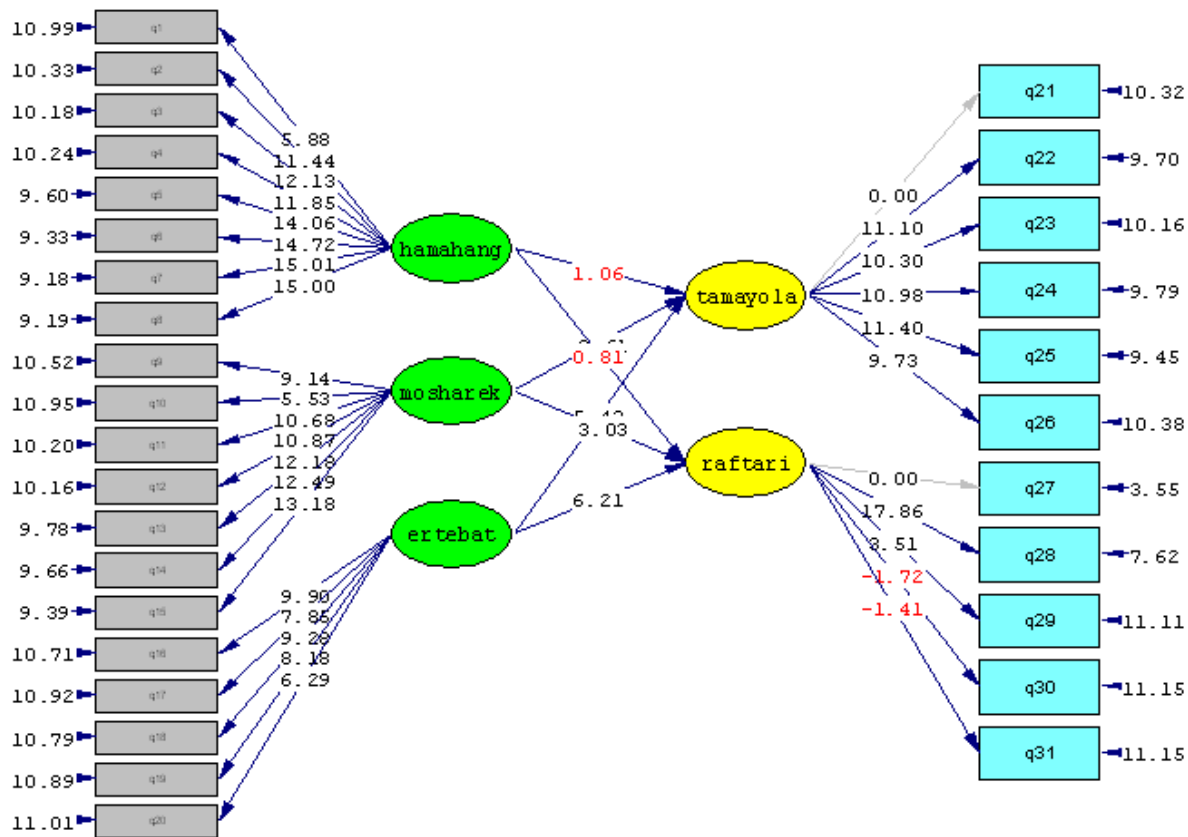 10.99 q1
10.33 q2
10.18 q3
10.24 q4
9.60 q5
9.33 q6
9.18 q7
9.19 q8
10.52 q9
10.95 q10
10.20 q11
10.16 q12
9.78 q13
9.66 q14
9.39 q15
10.71 q16
10.92 q17
10.79 q18
10.89 q19
11.01 q20
5.88
11.44
12.13
11.85
14.06
14.72
15.01
15.00
9.14
5.53
10.68
10.87
12.18
12.49
13.18
9.90
7.85
9.28
8.18
6.29
hamahang
mosharek
ertebat
1.06
0.81
3.03
6.21
tamayola
raftari
0.00
11.10
10.30
10.98
11.40
9.73
0.00
17.86
3.51
-1.72
-1.41
q21 10.32
q22 9.70
q23 10.16
q24 9.79
q25 9.45
q26 10.38
q27 3.55
q28 7.62
q29 11.11
q30 11.15
q31 11.15